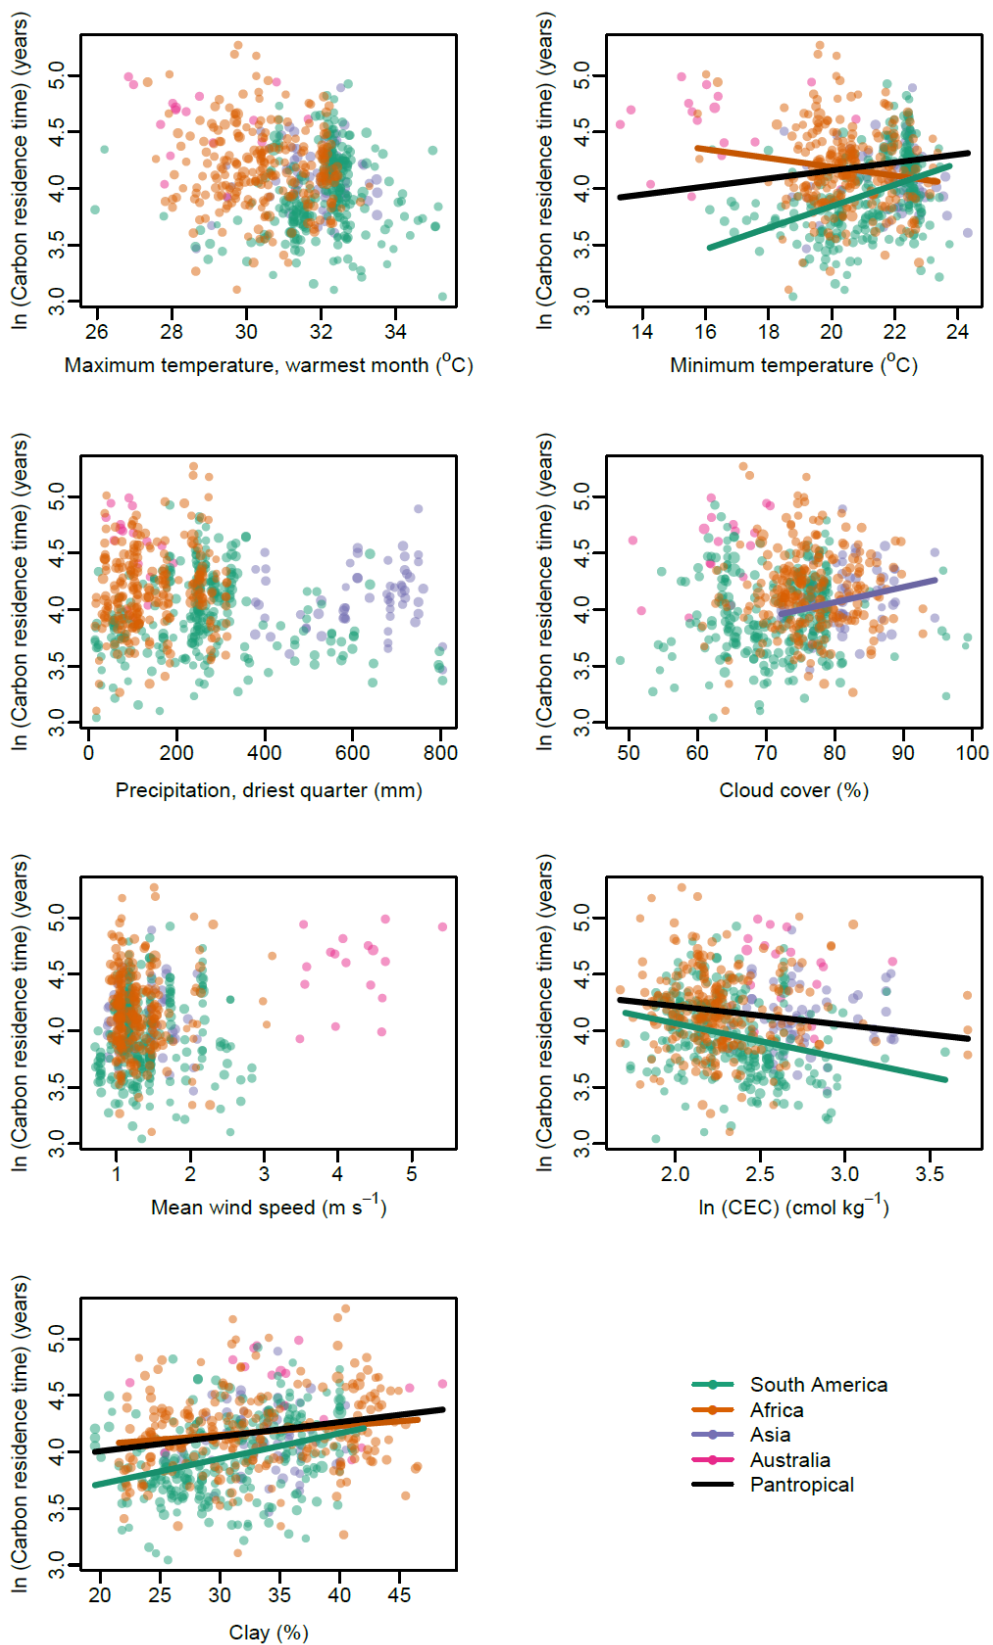 ln (Carbon residence time) (years)
3.0 3.5 4.0 4.5 5.0
26 28 30 32 34
Maximum temperature, warmest month (°C)
ln (Carbon residence time) (years)
3.0 3.5 4.0 4.5 5.0
14 16 18 20 22 24
Minimum temperature (°C)
ln (Carbon residence time) (years)
3.0 3.5 4.0 4.5 5.0
0 200 400 600 800
Precipitation, driest quarter (mm)
ln (Carbon residence time) (years)
3.0 3.5 4.0 4.5 5.0
50 60 70 80 90 100
Cloud cover (%)
ln (Carbon residence time) (years)
3.0 3.5 4.0 4.5 5.0
1 2 3 4 5
Mean wind speed (m s⁻¹)
ln (Carbon residence time) (years)
3.0 3.5 4.0 4.5 5.0
2.0 2.5 3.0 3.5
ln (CEC) (cmol kg⁻¹)
ln (Carbon residence time) (years)
3.0 3.5 4.0 4.5 5.0
20 25 30 35 40 45
Clay (%)
South America
Africa
Asia
Australia
Pantropical